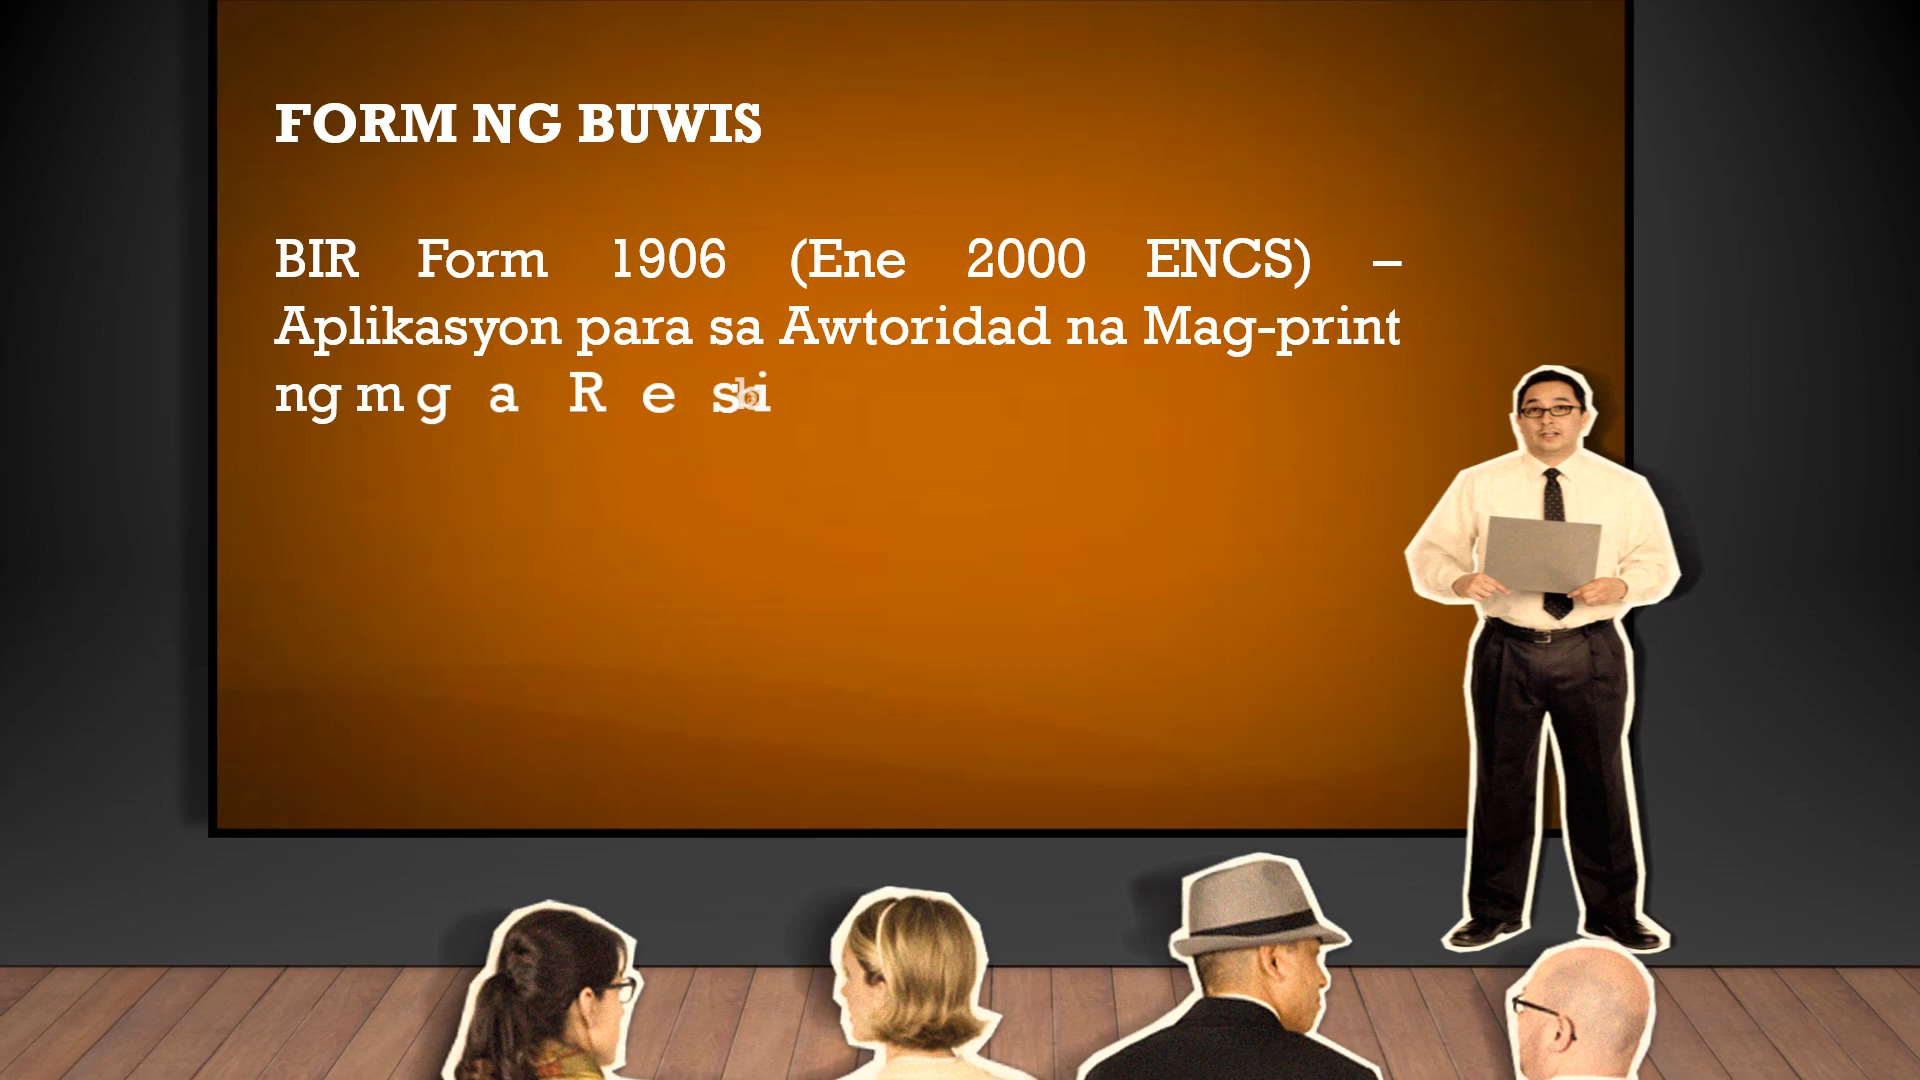 FORM NG BUWIS
BIR Form 1906 (Ene 2000 ENCS) –
Aplikasyon para sa Awtoridad na Mag-print
ng mga